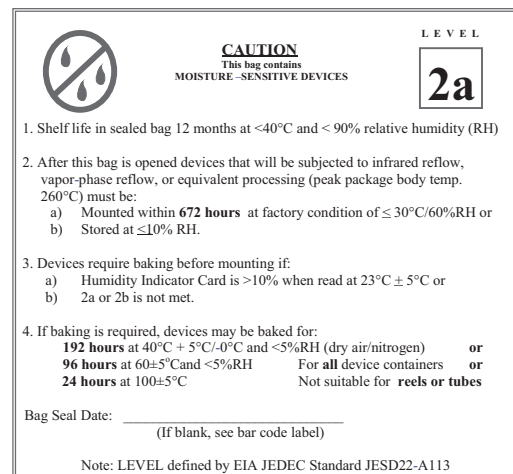 LEVEL
CAUTION
This bag contains
MOISTURE –SENSITIVE DEVICES
2a
1. Shelf life in sealed bag 12 months at <40°C and < 90% relative humidity (RH)
2. After this bag is opened devices that will be subjected to infrared reflow,
vapor-phase reflow, or equivalent processing (peak package body temp.
260°C) must be:
a) Mounted within 672 hours at factory condition of ≤ 30°C/60%RH or
b) Stored at ≤10% RH.
3. Devices require baking before mounting if:
a) Humidity Indicator Card is >10% when read at 23°C ± 5°C or
b) 2a or 2b is not met.
4. If baking is required, devices may be baked for:
192 hours at 40°C + 5°C/-0°C and <5%RH (dry air/nitrogen) or
96 hours at 60±5°Cand <5%RH For all device containers or
24 hours at 100±5°C Not suitable for reels or tubes
Bag Seal Date: ______________________________
(If blank, see bar code label)
Note: LEVEL defined by EIA JEDEC Standard JESD22-A113